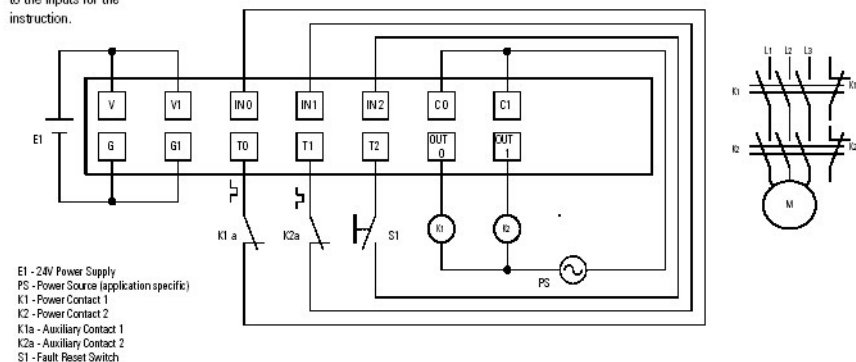 to the inputs for the
instruction.
V
V1
IN0
IN1
IN2
C0
C1
G
G1
T0
T1
T2
OUT
0
OUT
1
E1
K1 a
K2a
S1
K1
K2
PS
L1
L2
L3
K1
K1
K2
K2
M
E1 - 24V Power Supply
PS - Power Source (application specific)
K1 - Power Contact 1
K2 - Power Contact 2
K1a - Auxiliary Contact 1
K2a - Auxiliary Contact 2
S1 - Fault Reset Switch